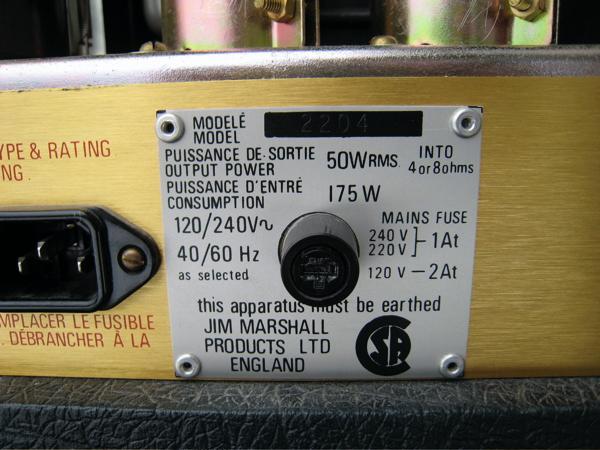 YPE & RATING
NG.
MODELÉ
MODEL 2204
PUISSANCE DE SORTIE
OUTPUT POWER 50W RMS. INTO 4 or 8 ohms
PUISSANCE D'ENTRÉ
CONSUMPTION 175 W
120/240V~
40/60 Hz
as selected
MAINS FUSE
240 V
220 V 1At
120 V — 2At
this apparatus must be earthed
JIM MARSHALL
PRODUCTS LTD
ENGLAND
CSA
MPLACER LE FUSIBLE
. DÉBRANCHER À LA